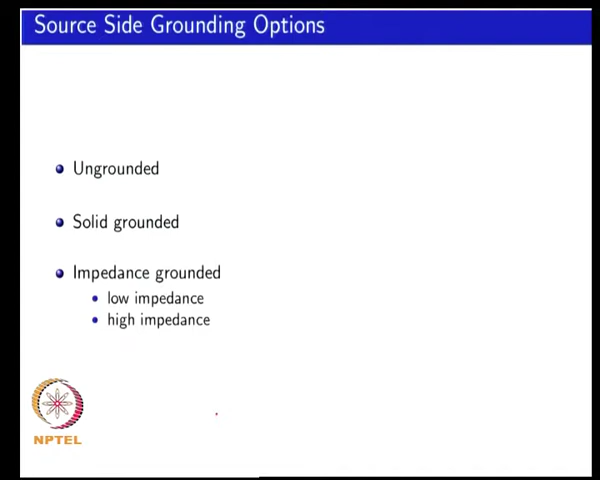 Source Side Grounding Options
Ungrounded
Solid grounded
Impedance grounded
low impedance
high impedance
NPTEL